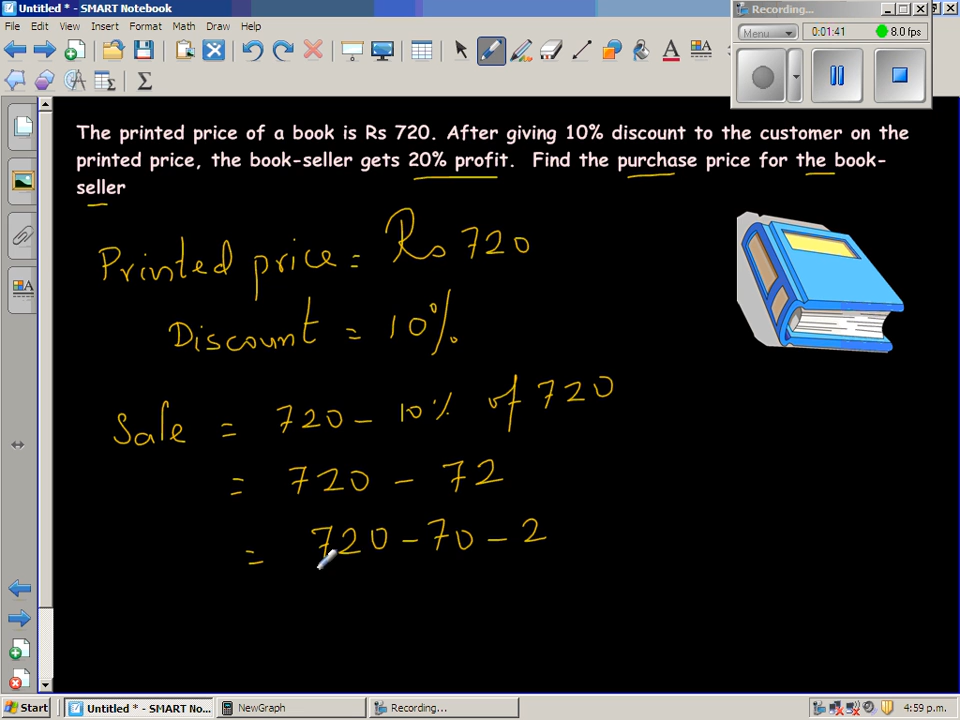 Untitled * - SMART Notebook
Recording...
File Edit View Insert Format Math Draw Help
Menu
0:01:41
8.0 fps
The printed price of a book is Rs 720. After giving 10% discount to the customer on the
printed price, the book-seller gets 20% profit. Find the purchase price for the book-
seller
Printed price = Rs 720
Discount = 10%.
Sale = 720 - 10% of 720
= 720 - 72
= 720 - 70 - 2
Start
Untitled * - SMART No...
NewGraph
Recording...
4:59 p.m.